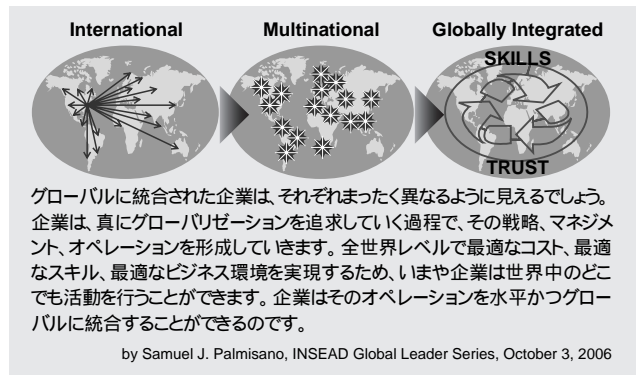 International
Multinational
Globally Integrated
SKILLS
TRUST
グローバルに統合された企業は、それぞれまったく異なるように見えるでしょう。
企業は、真にグローバリゼーションを追求していく過程で、その戦略、マネジメ
ント、オペレーションを形成していきます。全世界レベルで最適なコスト、最適
なスキル、最適なビジネス環境を実現するため、いまや企業は世界中のどこ
でも活動を行うことができます。企業はそのオペレーションを水平かつグロー
バルに統合することができるのです。
by Samuel J. Palmisano, INSEAD Global Leader Series, October 3, 2006